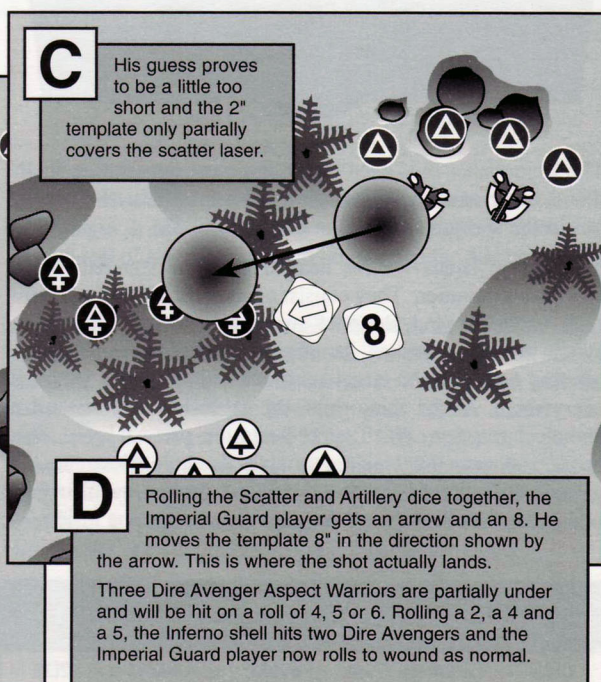 C
His guess proves
to be a little too
short and the 2"
template only partially
covers the scatter laser.
8
D
Rolling the Scatter and Artillery dice together, the
Imperial Guard player gets an arrow and an 8. He
moves the template 8" in the direction shown by
the arrow. This is where the shot actually lands.
Three Dire Avenger Aspect Warriors are partially under
and will be hit on a roll of 4, 5 or 6. Rolling a 2, a 4 and
a 5, the Inferno shell hits two Dire Avengers and the
Imperial Guard player now rolls to wound as normal.